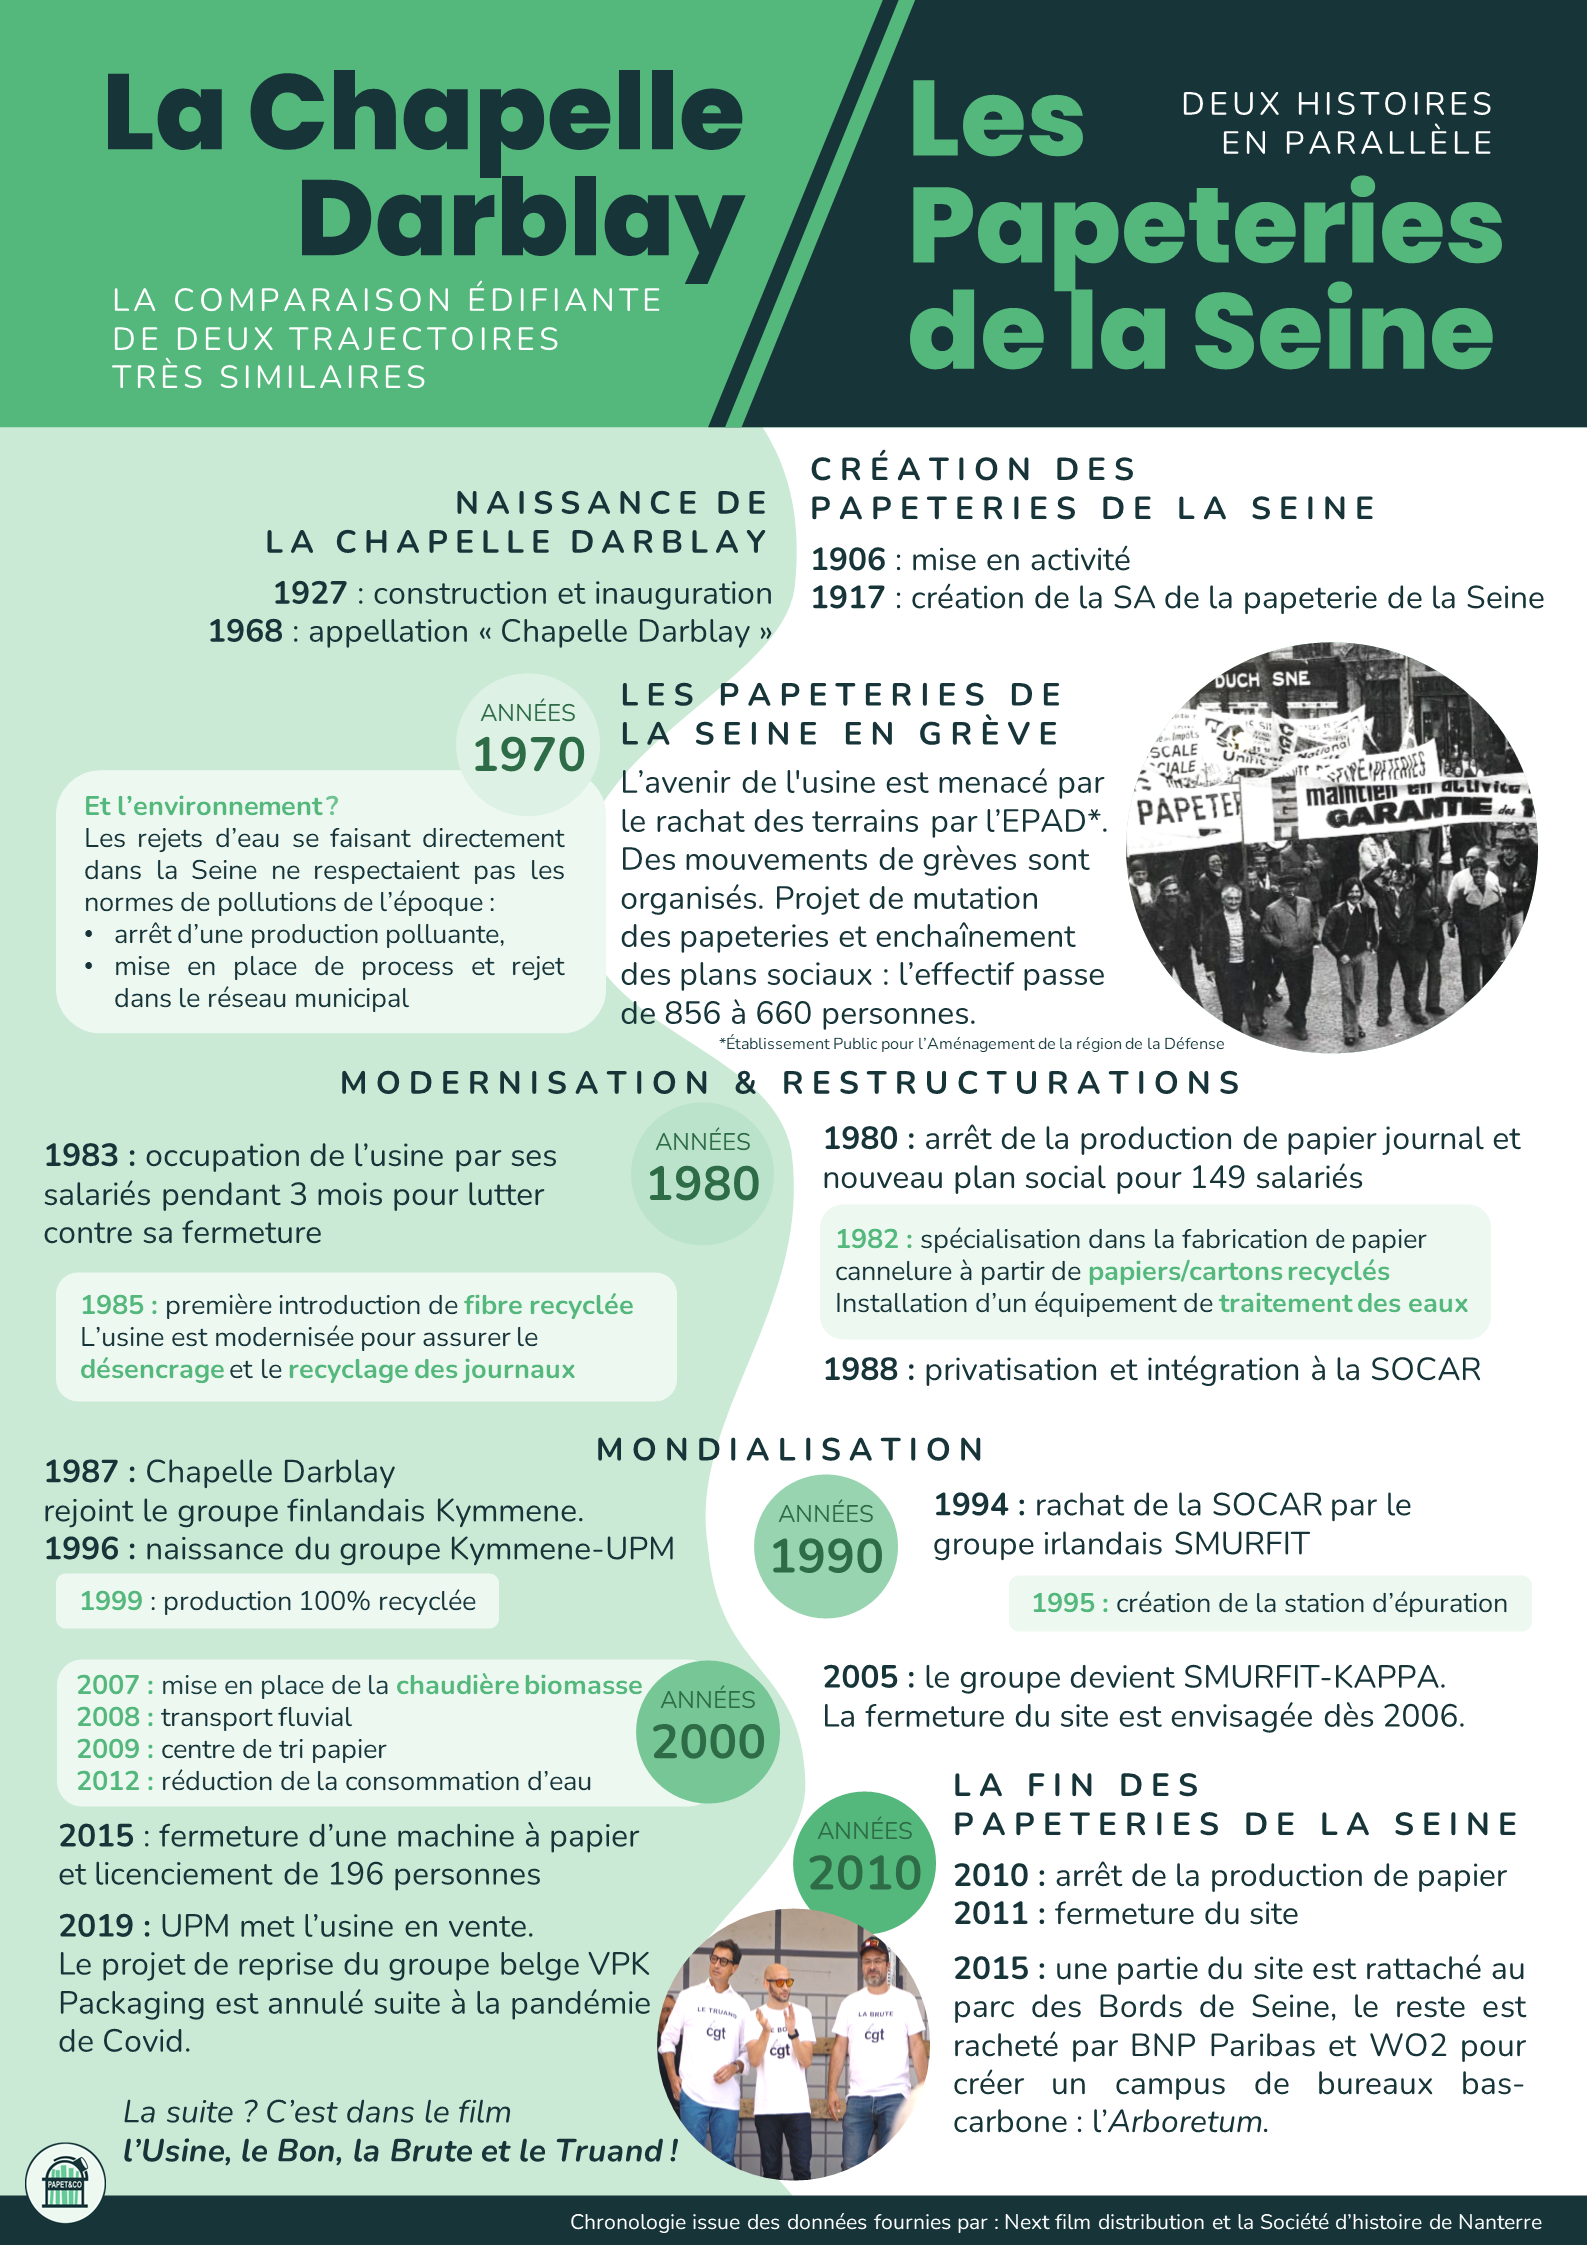 La Chapelle
Darblay
LA COMPARAISON ÉDIFIANTE
DE DEUX TRAJECTOIRES
TRÈS SIMILAIRES
Les
Papeteries
de la Seine
DEUX HISTOIRES
EN PARALLÈLE
NAISSANCE DE
LA CHAPELLE DARBLAY
1927 : construction et inauguration
1968 : appellation « Chapelle Darblay »
CRÉATION DES
PAPETERIES DE LA SEINE
1906 : mise en activité
1917 : création de la SA de la papeterie de la Seine
ANNÉES
1970
Et l’environnement ?
Les rejets d’eau se faisant directement
dans la Seine ne respectaient pas les
normes de pollutions de l’époque :
• arrêt d’une production polluante,
• mise en place de process et rejet
dans le réseau municipal
LES PAPETERIES DE
LA SEINE EN GRÈVE
L’avenir de l'usine est menacé par
le rachat des terrains par l’EPAD*.
Des mouvements de grèves sont
organisés. Projet de mutation
des papeteries et enchaînement
des plans sociaux : l’effectif passe
de 856 à 660 personnes.
*Établissement Public pour l’Aménagement de la région de la Défense
DUCH SNE
PAPETER
maintien en activité
GARANTIE des
MODERNISATION & RESTRUCTURATIONS
ANNÉES
1980
1983 : occupation de l’usine par ses
salariés pendant 3 mois pour lutter
contre sa fermeture
1985 : première introduction de fibre recyclée
L’usine est modernisée pour assurer le
désencrage et le recyclage des journaux
1980 : arrêt de la production de papier journal et
nouveau plan social pour 149 salariés
1982 : spécialisation dans la fabrication de papier
cannelure à partir de papiers/cartons recyclés
Installation d’un équipement de traitement des eaux
1988 : privatisation et intégration à la SOCAR
MONDIALISATION
1987 : Chapelle Darblay
rejoint le groupe finlandais Kymmene.
1996 : naissance du groupe Kymmene-UPM
1999 : production 100% recyclée
ANNÉES
1990
1994 : rachat de la SOCAR par le
groupe irlandais SMURFIT
1995 : création de la station d’épuration
2007 : mise en place de la chaudière biomasse
2008 : transport fluvial
2009 : centre de tri papier
2012 : réduction de la consommation d’eau
ANNÉES
2000
2005 : le groupe devient SMURFIT-KAPPA.
La fermeture du site est envisagée dès 2006.
2015 : fermeture d’une machine à papier
et licenciement de 196 personnes
2019 : UPM met l’usine en vente.
Le projet de reprise du groupe belge VPK
Packaging est annulé suite à la pandémie
de Covid.
La suite ? C’est dans le film
l’Usine, le Bon, la Brute et le Truand !
ANNÉES
2010
LA FIN DES
PAPETERIES DE LA SEINE
2010 : arrêt de la production de papier
2011 : fermeture du site
2015 : une partie du site est rattaché au
parc des Bords de Seine, le reste est
racheté par BNP Paribas et WO2 pour
créer un campus de bureaux bas-
carbone : l’Arboretum.
LE TRUAND
cgt
cgt
LA BRUTE
cgt
PAPET&CO
Chronologie issue des données fournies par : Next film distribution et la Société d’histoire de Nanterre